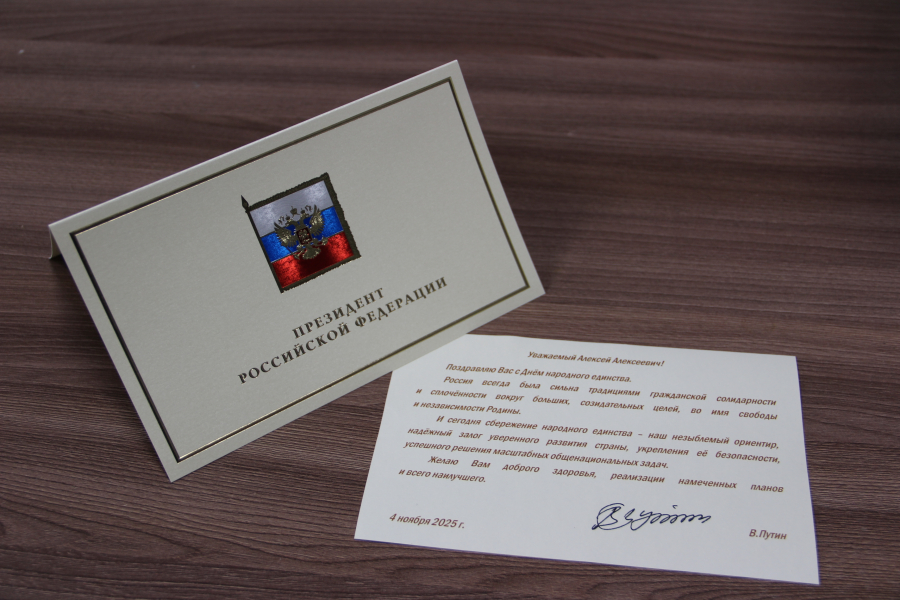 ПРЕЗИДЕНТ
РОССИЙСКОЙ ФЕДЕРАЦИИ
Уважаемый Алексей Алексеевич!
Поздравляю Вас с Днём народного единства.
Россия всегда была сильна традициями гражданской солидарности
и сплочённости вокруг больших, созидательных целей, во имя свободы
и независимости Родины.
И сегодня сбережение народного единства – наш незыблемый ориентир,
надёжный залог уверенного развития страны, укрепления её безопасности,
успешного решения масштабных общенациональных задач.
Желаю Вам доброго здоровья, реализации намеченных планов
и всего наилучшего.
4 ноября 2025 г.
В.Путин